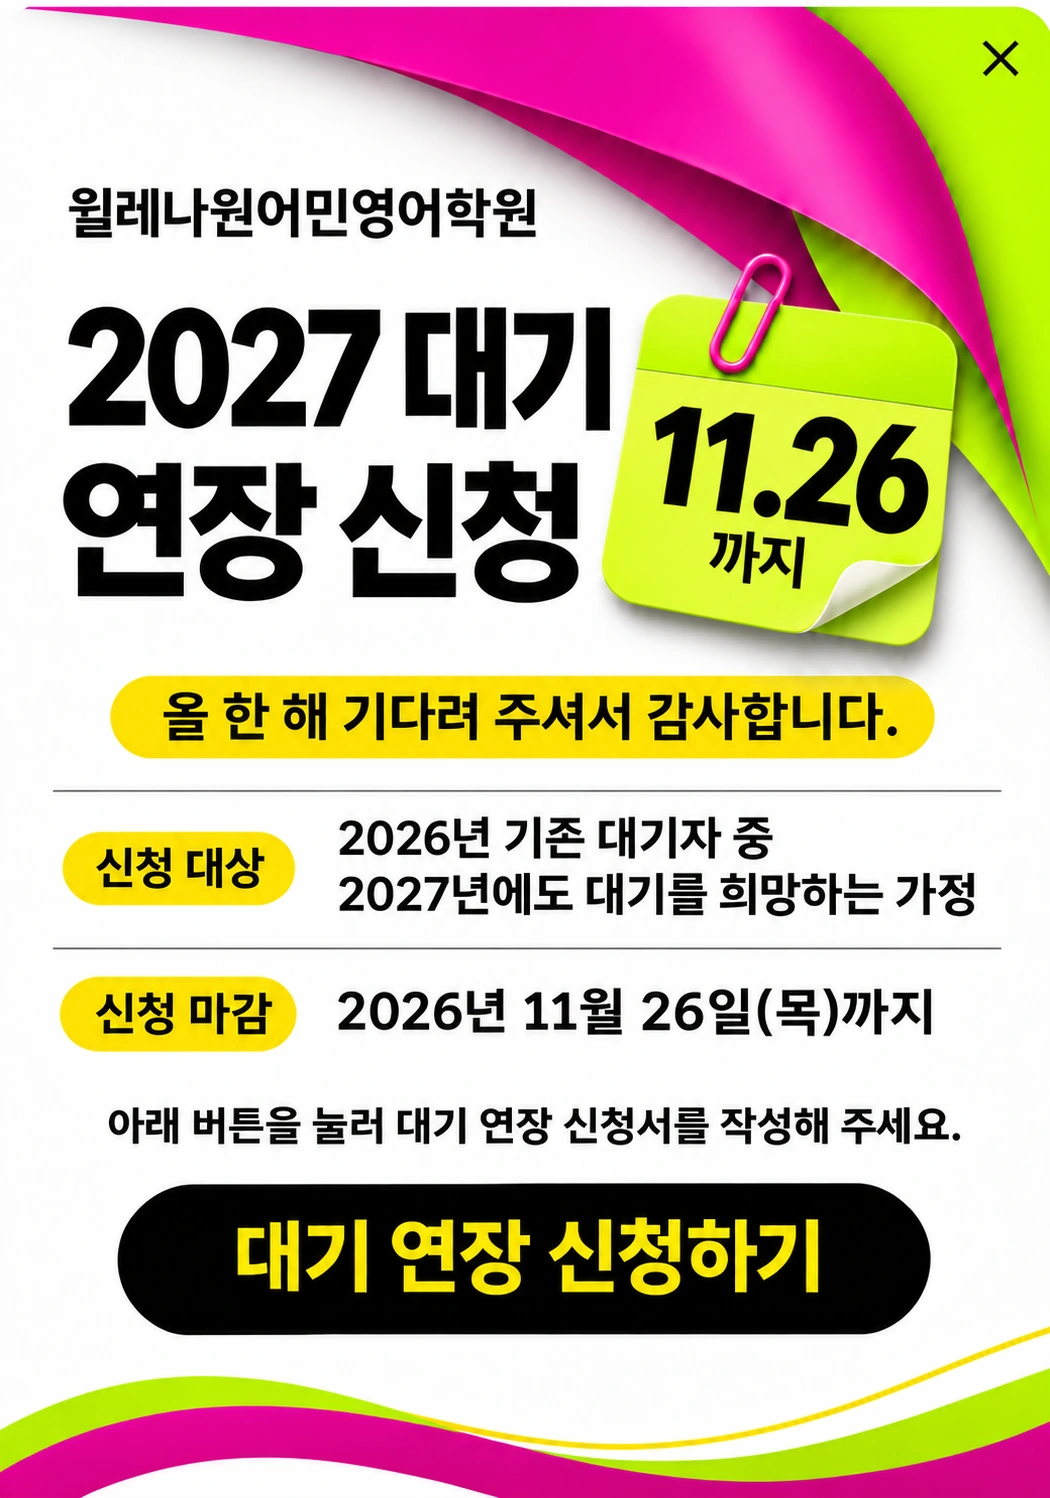 윌레나원어민영어학원
2027 대기
연장 신청
11.26
까지
올 한 해 기다려 주셔서 감사합니다.
신청 대상
2026년 기존 대기자 중
2027년에도 대기를 희망하는 가정
신청 마감
2026년 11월 26일(목)까지
아래 버튼을 눌러 대기 연장 신청서를 작성해 주세요.
대기 연장 신청하기